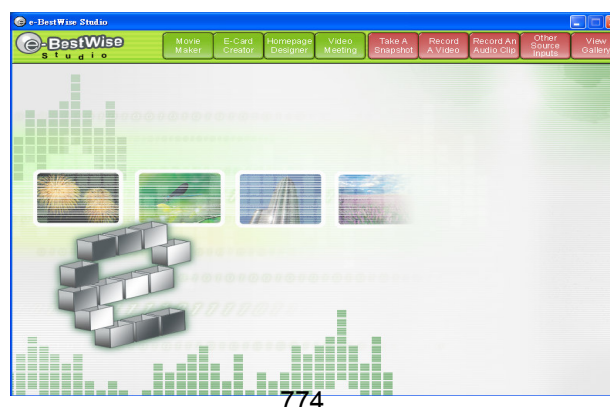 e-BestWise Studio
e-BestWise
Studio
Movie Maker
E-Card Creator
Homepage Designer
Video Meeting
Take A Snapshot
Record A Video
Record An Audio Clip
Other Source Inputs
View Gallery
774